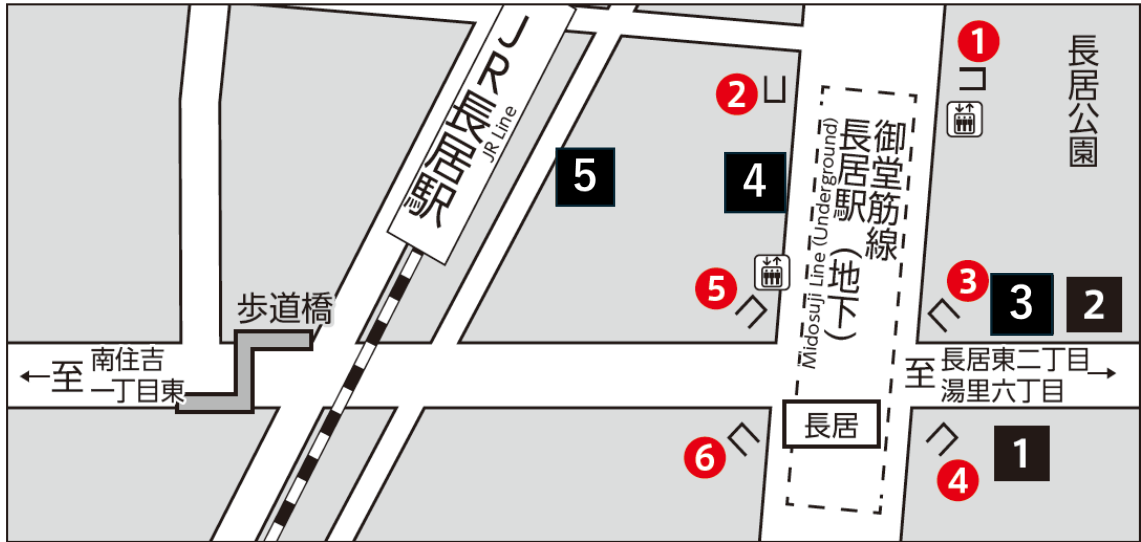 JR長居駅
JR Line
歩道橋
←至 南住吉
一丁目東
5
2
4
5
6
御堂筋線
長居駅（地下）
Midosuji Line (Underground)
長居
1
長居公園
3
3
2
至 長居東二丁目→
湯里六丁目
4
1